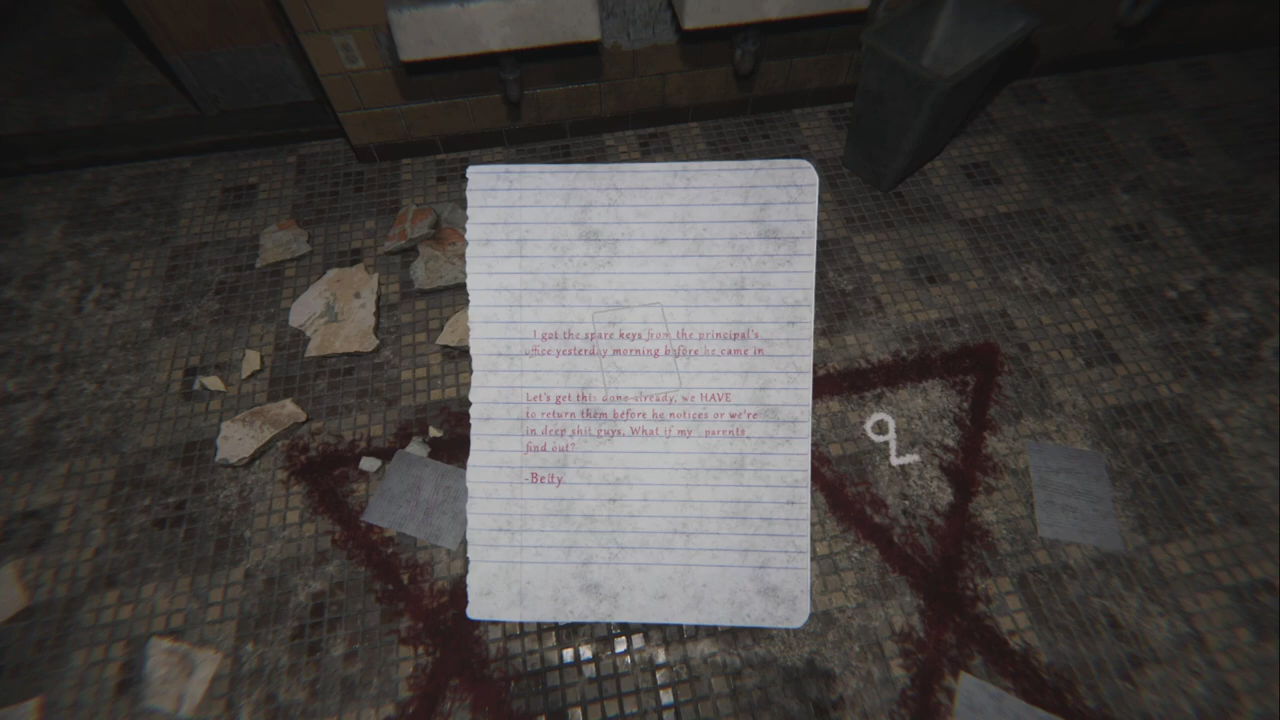 I got the spare keys from the principal's
office yesterday morning before he came in
Let's get this done already, we HAVE
to return them before he notices or we're
in deep shit guys. What if my parents
find out?
-Betty